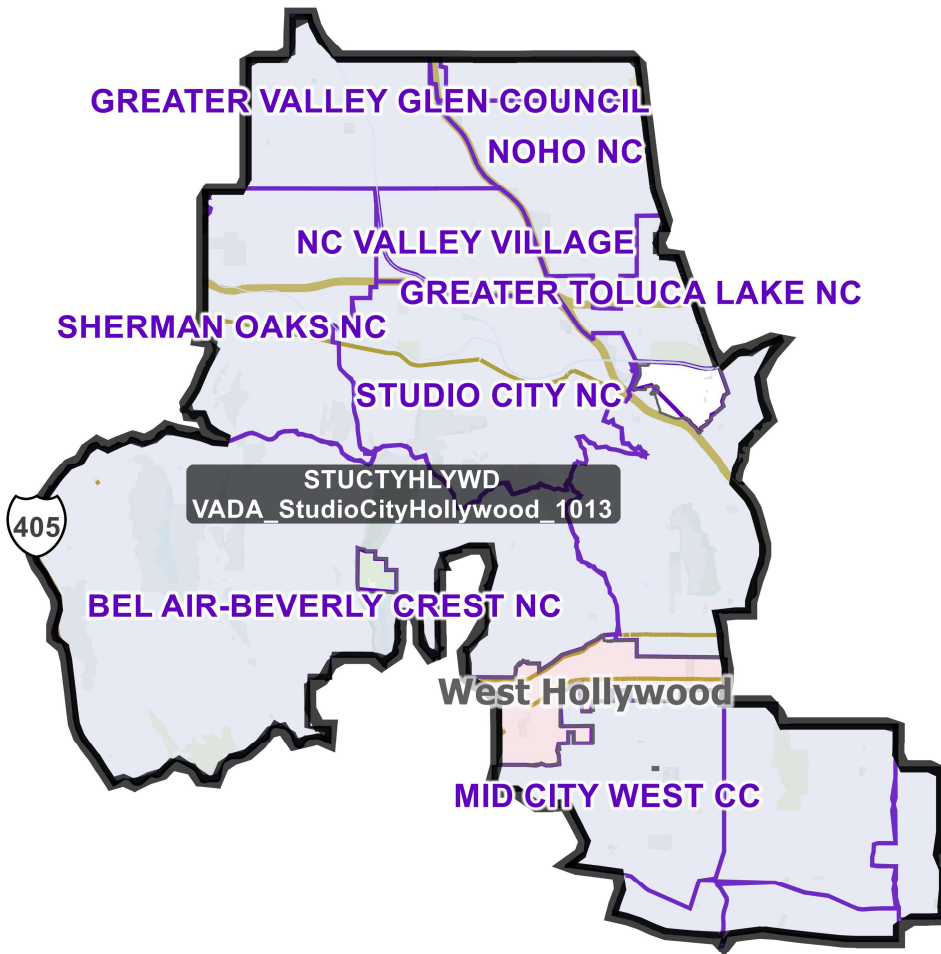 GREATER VALLEY GLEN COUNCIL
NOHO NC
NC VALLEY VILLAGE
GREATER TOLUCA LAKE NC
SHERMAN OAKS NC
STUDIO CITY NC
STUCTYHLYWD
VADA_StudioCityHollywood_1013
405
BEL AIR-BEVERLY CREST NC
West Hollywood
MID CITY WEST CC